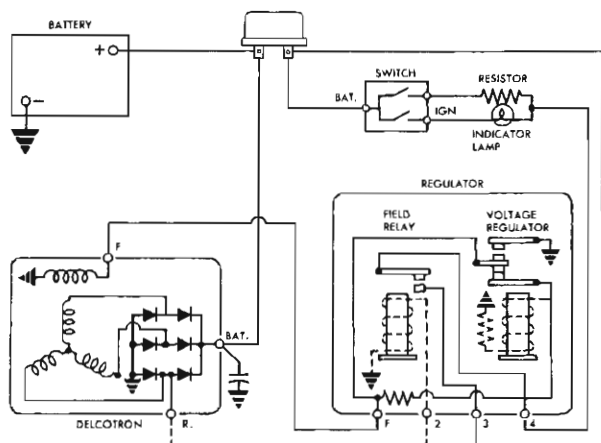 BATTERY
+
−
SWITCH
BAT.
IGN
RESISTOR
INDICATOR
LAMP
REGULATOR
FIELD
RELAY
VOLTAGE
REGULATOR
F
BAT.
DELCOTRON
R.
F
2
3
4